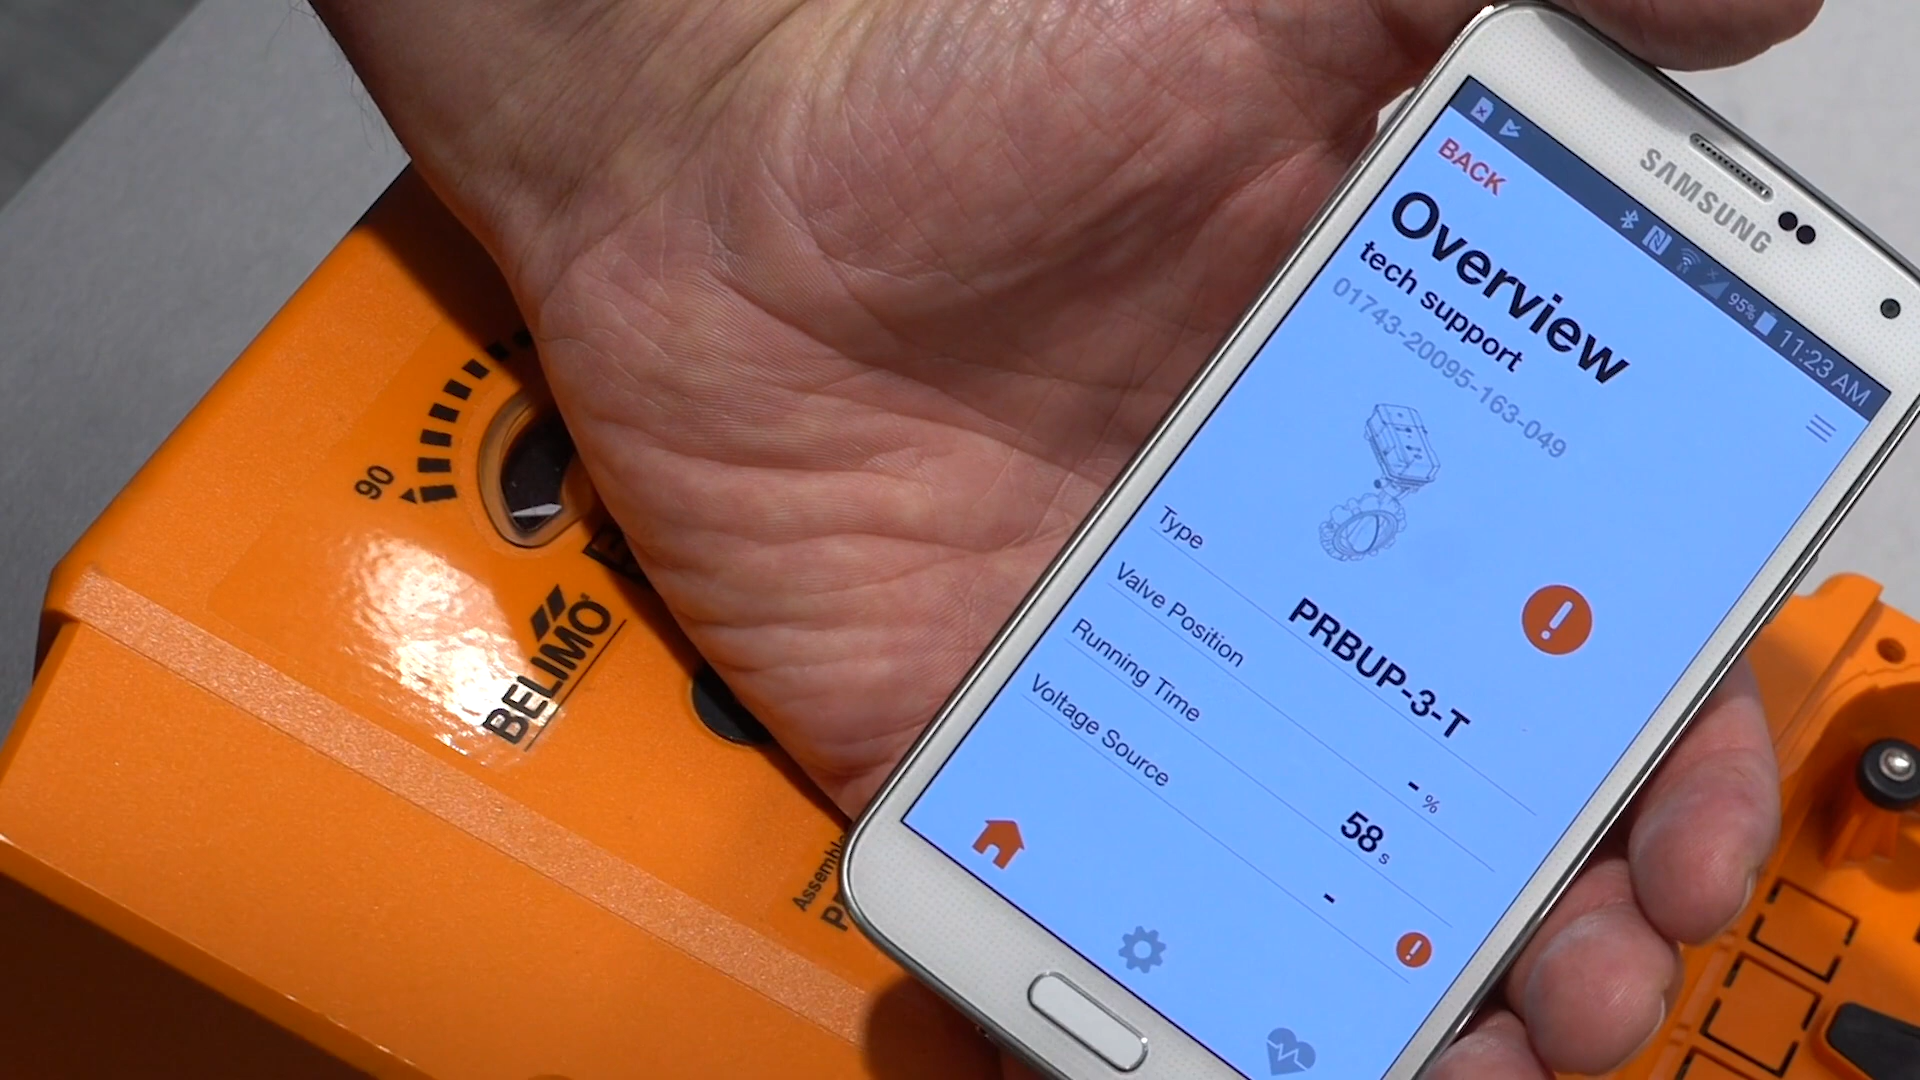 SAMSUNG
95% 11:23 AM
BACK
Overview
tech support
01743-20095-163-049
Type
PRBUP-3-T
Valve Position
- %
Running Time
58 s
Voltage Source
-
90
BELIMO